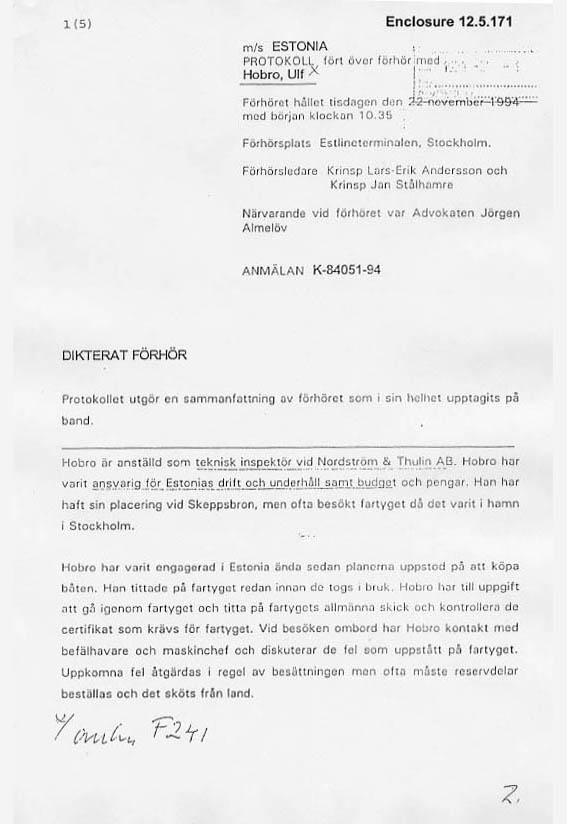 1(5)
Enclosure 12.5.171
m/s ESTONIA
PROTOKOLL fört över förhör med
Hobro, Ulf X
Förhöret hållet tisdagen den 22 november 1994
med början klockan 10.35
Förhörsplats Estlineterminalen, Stockholm.
Förhörsledare Krinsp Lars-Erik Andersson och
Krinsp Jan Stålhamre
Närvarande vid förhöret var Advokaten Jörgen
Almelöv
ANMÄLAN K-84051-94
DIKTERAT FÖRHÖR
Protokollet utgör en sammanfattning av förhöret som i sin helhet upptagits på
band.
Hobro är anställd som teknisk inspektör vid Nordström & Thulin AB. Hobro har
varit ansvarig för Estonias drift och underhåll samt budget och pengar. Han har
haft sin placering vid Skeppsbron, men ofta besökt fartyget då det varit i hamn
i Stockholm.
Hobro har varit engagerad i Estonia ända sedan planerna uppstod på att köpa
båten. Han tittade på fartyget redan innan de togs i bruk. Hobro har till uppgift
att gå igenom fartyget och titta på fartygets allmänna skick och kontrollera de
certifikat som krävs för fartyget. Vid besöken ombord har Hobro kontakt med
befälhavare och maskinchef och diskuterar de fel som uppstått på fartyget.
Uppkomna fel åtgärdas i regel av besättningen men ofta måste reservdelar
beställas och det sköts från land.
F241
2.